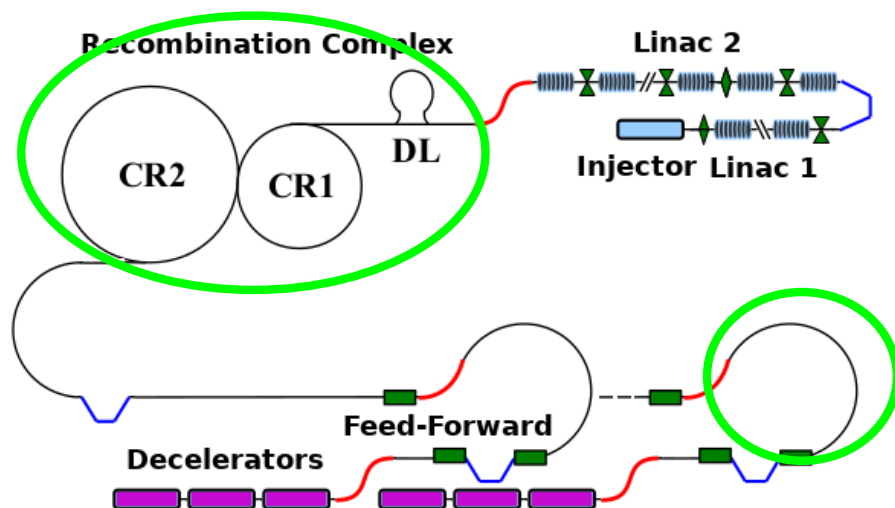 Recombination Complex
Linac 2
CR2
CR1
DL
Injector
Linac 1
Feed-Forward
Decelerators